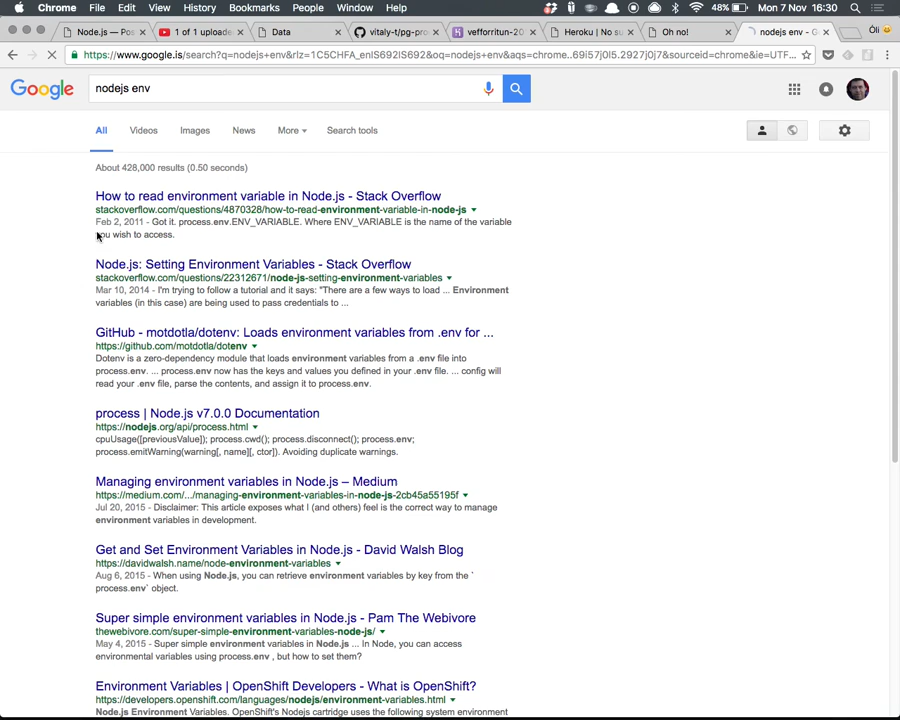 Chrome File Edit View History Bookmarks People Window Help 48% Mon 7 Nov 16:30
Node.js — Pos 1 of 1 uploade Data vitaly-t/pg-pro vefforritun-20 Heroku | No su Oh no! nodejs env - G Óli
https://www.google.is/search?q=nodejs+env&rlz=1C5CHFA_enIS692IS692&oq=nodejs+env&aqs=chrome..69i57j0l5.2927j0j7&sourceid=chrome&ie=UTF...
Google nodejs env
All Videos Images News More Search tools
About 428,000 results (0.50 seconds)
How to read environment variable in Node.js - Stack Overflow
stackoverflow.com/questions/4870328/how-to-read-environment-variable-in-node-js
Feb 2, 2011 - Got it. process.env.ENV_VARIABLE. Where ENV_VARIABLE is the name of the variable
you wish to access.
Node.js: Setting Environment Variables - Stack Overflow
stackoverflow.com/questions/22312671/node-js-setting-environment-variables
Mar 10, 2014 - I'm trying to follow a tutorial and it says: "There are a few ways to load ... Environment
variables (in this case) are being used to pass credentials to ...
GitHub - motdotla/dotenv: Loads environment variables from .env for ...
https://github.com/motdotla/dotenv
Dotenv is a zero-dependency module that loads environment variables from a .env file into
process.env. ... process.env now has the keys and values you defined in your .env file. ... config will
read your .env file, parse the contents, and assign it to process.env.
process | Node.js v7.0.0 Documentation
https://nodejs.org/api/process.html
cpuUsage([previousValue]); process.cwd(); process.disconnect(); process.env;
process.emitWarning(warning[, name][, ctor]). Avoiding duplicate warnings.
Managing environment variables in Node.js – Medium
https://medium.com/.../managing-environment-variables-in-node-js-2cb45a55195f
Jul 20, 2015 - Disclaimer: This article exposes what I (and others) feel is the correct way to manage
environment variables in development.
Get and Set Environment Variables in Node.js - David Walsh Blog
https://davidwalsh.name/node-environment-variables
Aug 6, 2015 - When using Node.js, you can retrieve environment variables by key from the `
process.env` object.
Super simple environment variables in Node.js - Pam The Webivore
thewebivore.com/super-simple-environment-variables-node-js/
May 4, 2015 - Super simple environment variables in Node.js ... In Node, you can access
environmental variables using process.env , but how to set them?
Environment Variables | OpenShift Developers - What is OpenShift?
https://developers.openshift.com/languages/nodejs/environment-variables.html
Node.js Environment Variables. OpenShift's Nodejs cartridge uses the following system environment